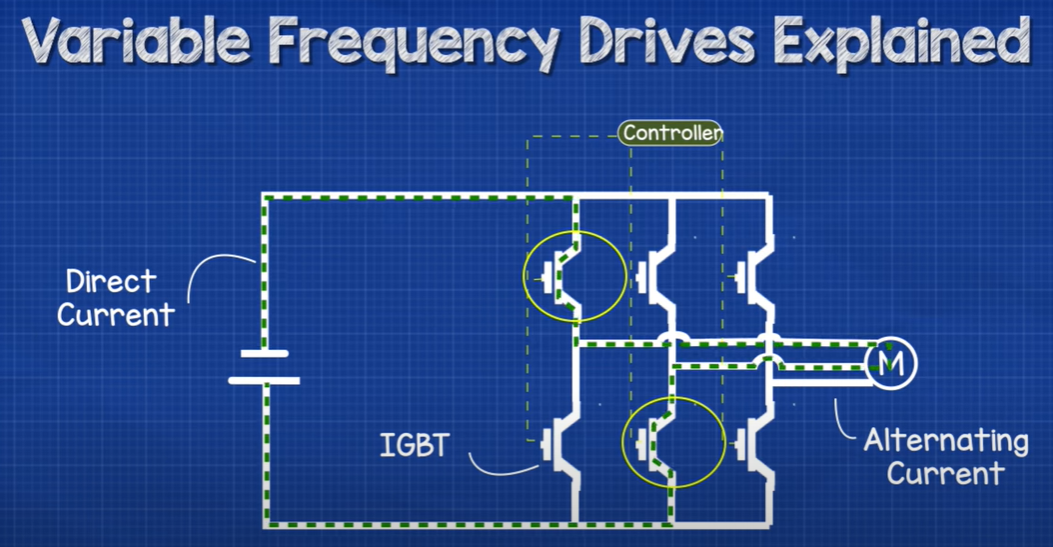 Variable Frequency Drives Explained
Controller
Direct
Current
IGBT
M
Alternating
Current